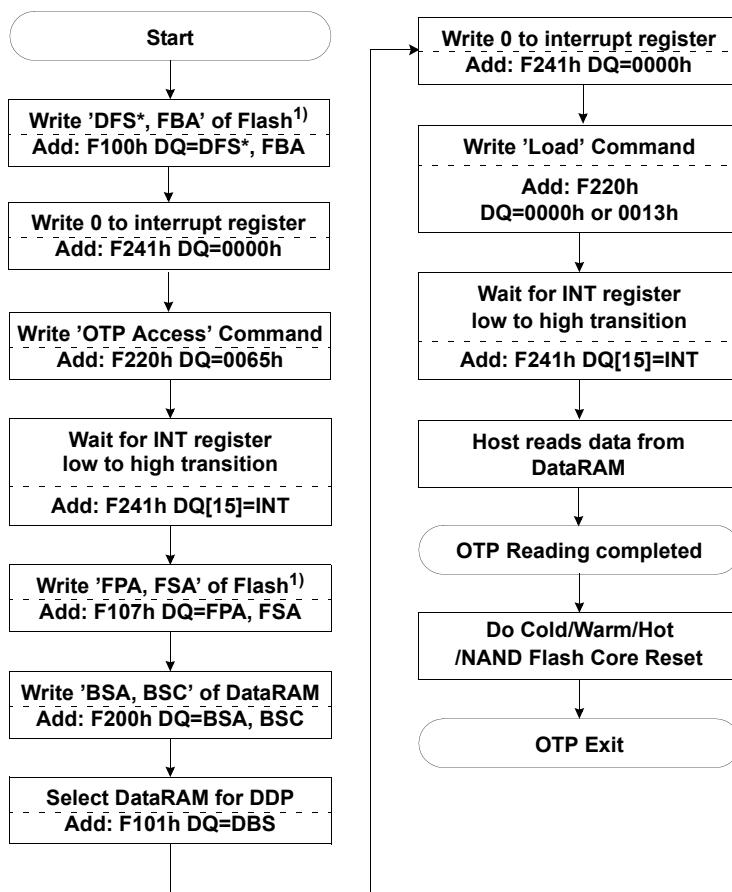 Start
Write 'DFS*, FBA' of Flash1)
Add: F100h DQ=DFS*, FBA
Write 0 to interrupt register
Add: F241h DQ=0000h
Write 'OTP Access' Command
Add: F220h DQ=0065h
Wait for INT register
low to high transition
Add: F241h DQ[15]=INT
Write 'FPA, FSA' of Flash1)
Add: F107h DQ=FPA, FSA
Write 'BSA, BSC' of DataRAM
Add: F200h DQ=BSA, BSC
Select DataRAM for DDP
Add: F101h DQ=DBS
Write 0 to interrupt register
Add: F241h DQ=0000h
Write 'Load' Command
Add: F220h
DQ=0000h or 0013h
Wait for INT register
low to high transition
Add: F241h DQ[15]=INT
Host reads data from
DataRAM
OTP Reading completed
Do Cold/Warm/Hot
/NAND Flash Core Reset
OTP Exit